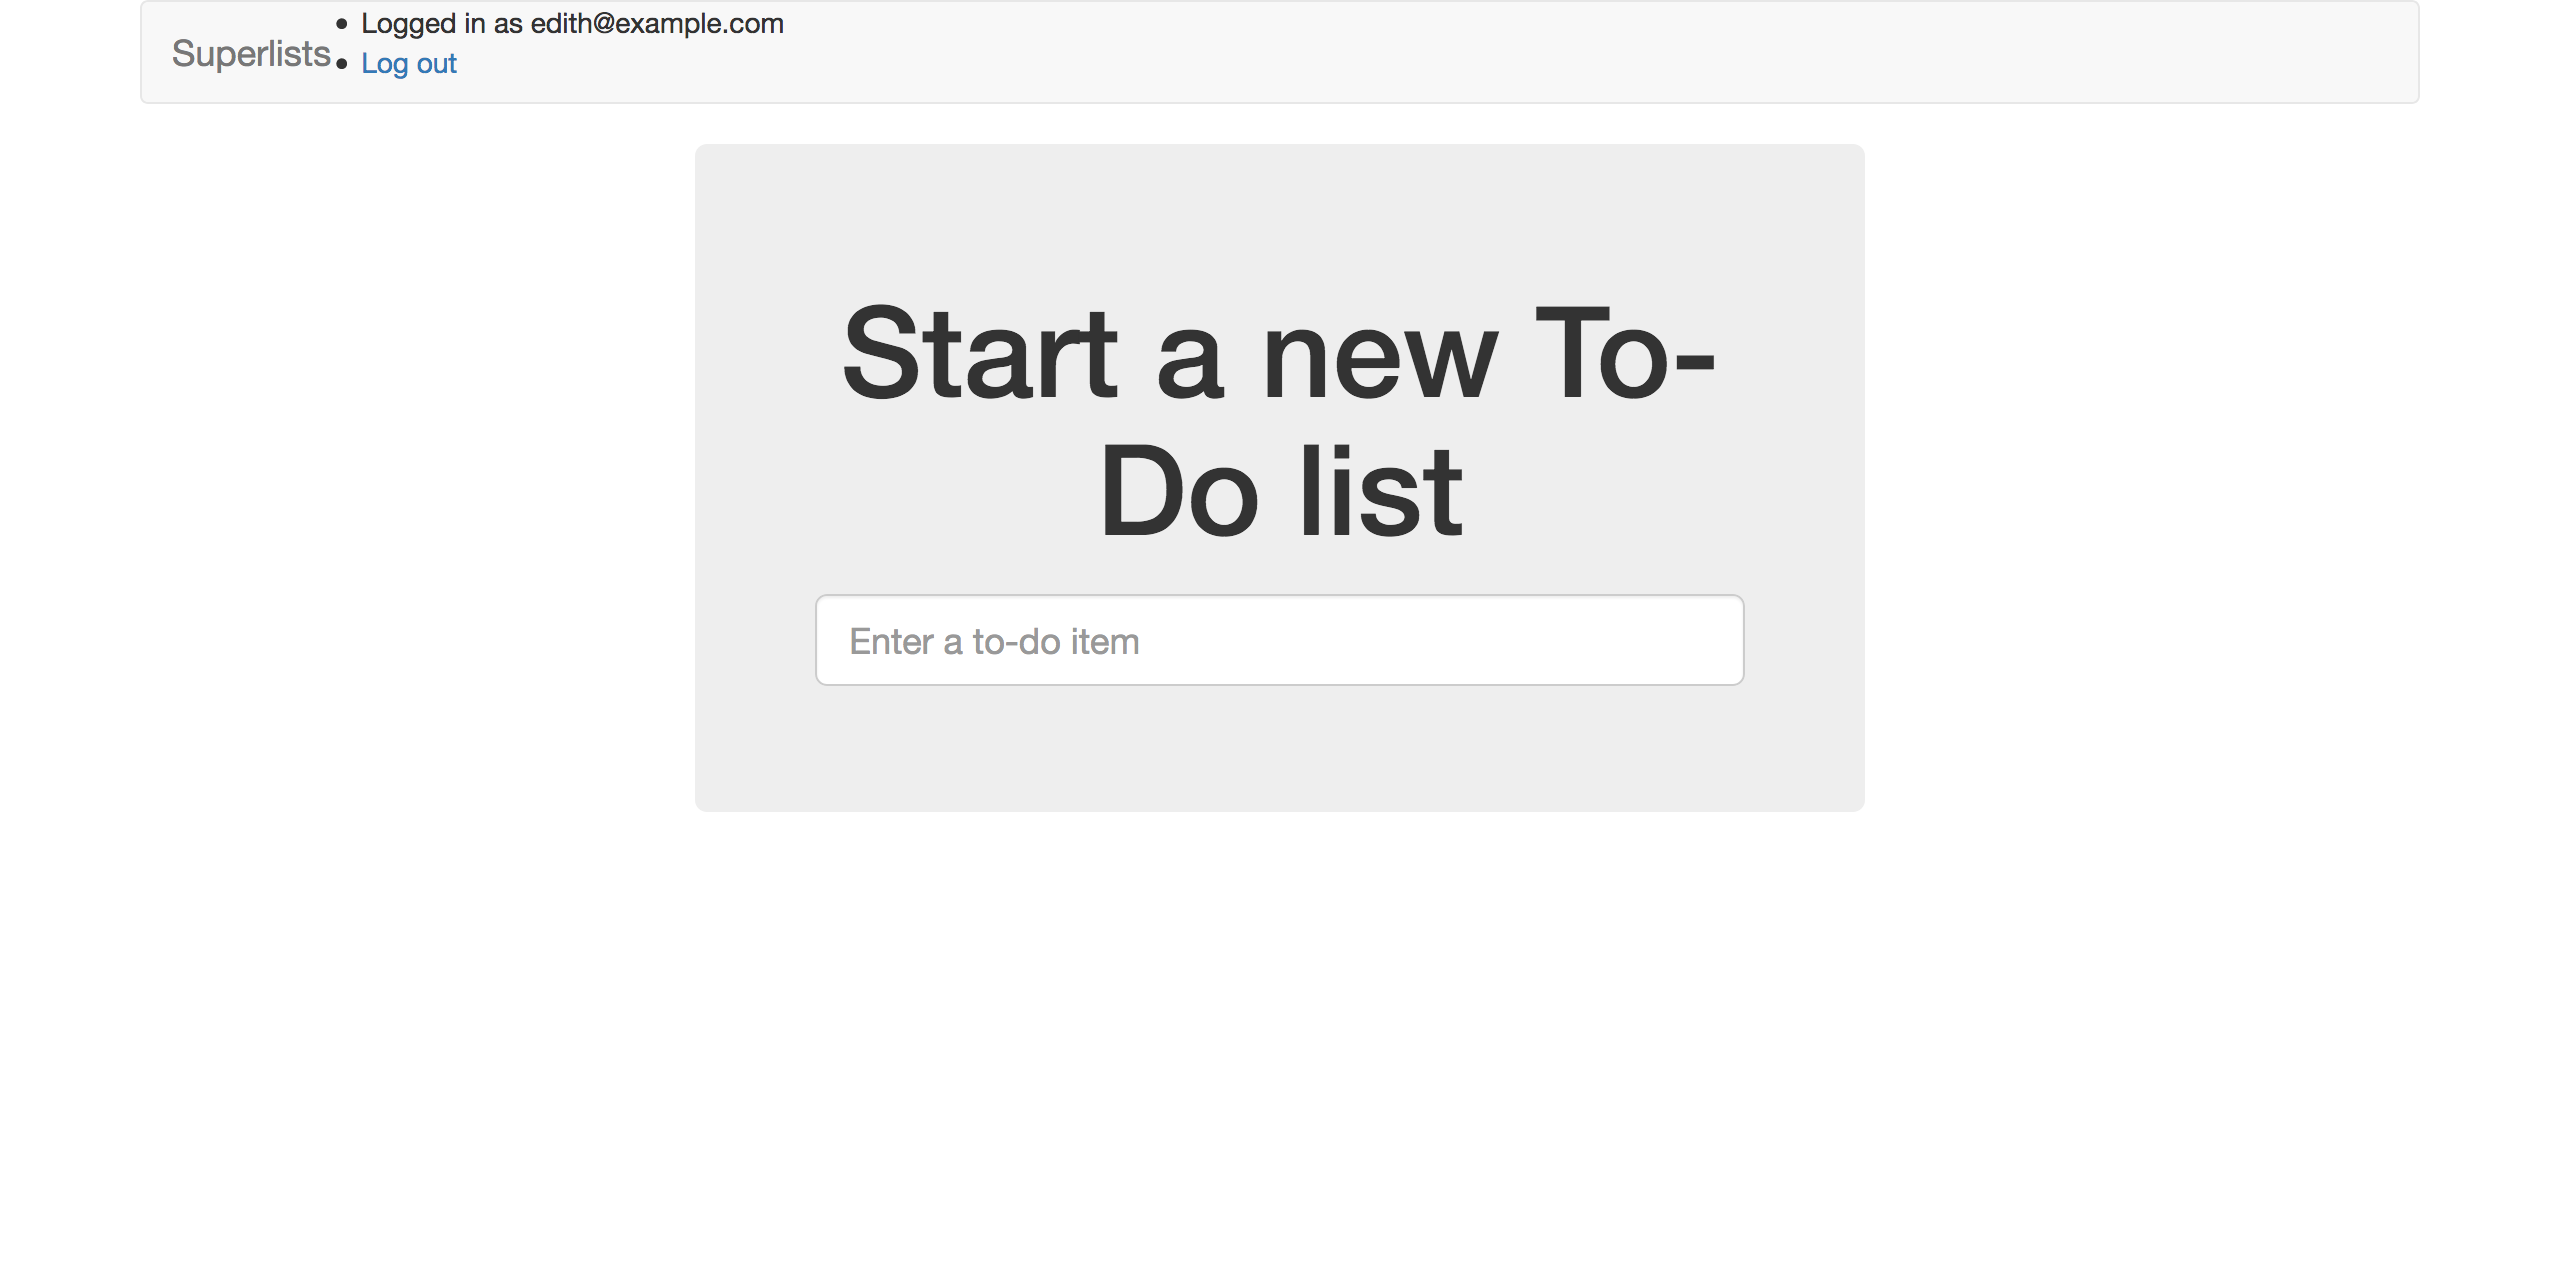 Superlists
Logged in as edith@example.com
Log out
Start a new To-
Do list
Enter a to-do item